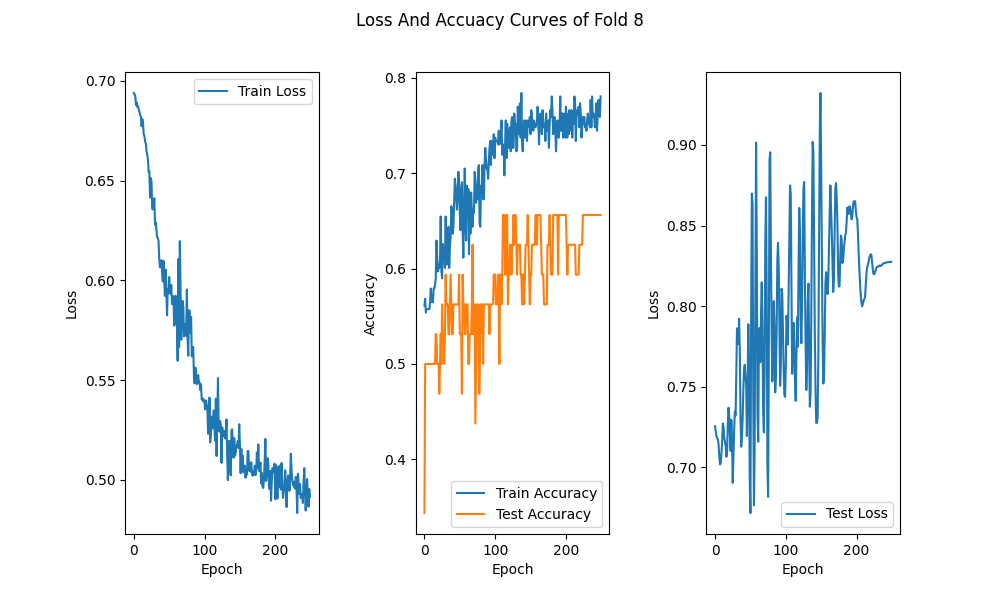 Loss And Accuacy Curves of Fold 8
Loss
0.70
0.65
0.60
0.55
0.50
Train Loss
0
100
200
Epoch
Accuracy
0.8
0.7
0.6
0.5
0.4
Train Accuracy
Test Accuracy
0
100
200
Epoch
Loss
0.90
0.85
0.80
0.75
0.70
Test Loss
0
100
200
Epoch